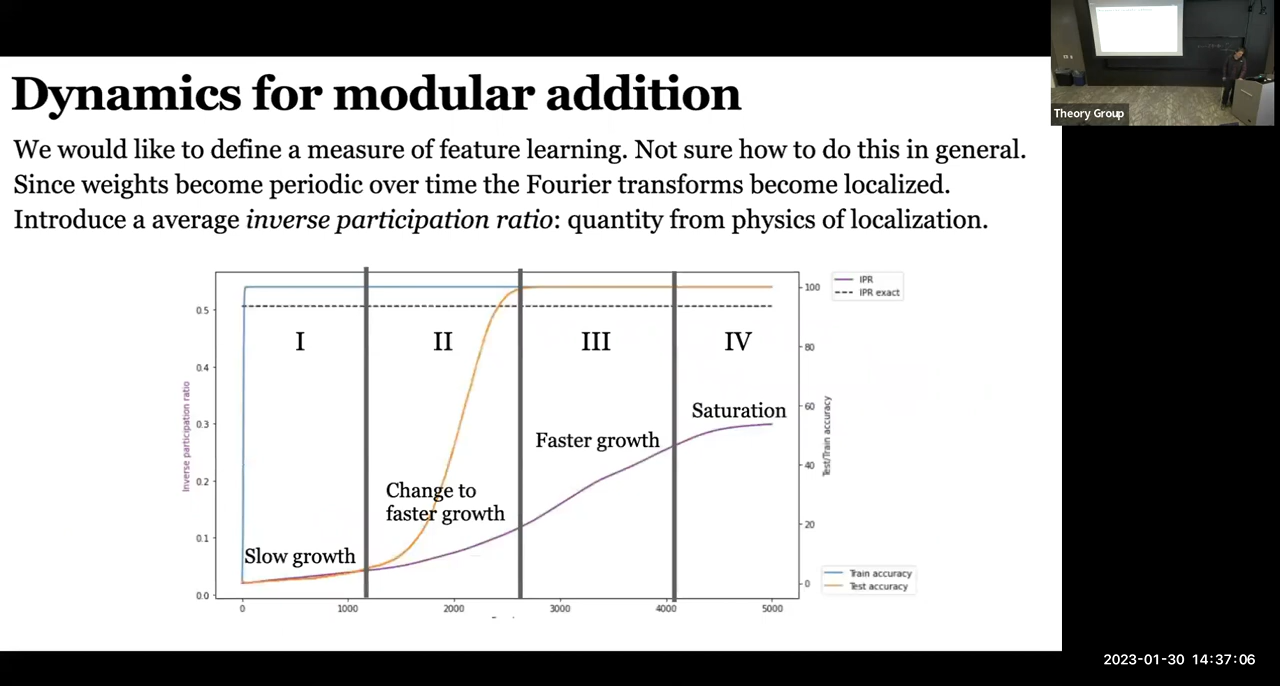 Dynamics for modular addition
Theory Group
We would like to define a measure of feature learning. Not sure how to do this in general.
Since weights become periodic over time the Fourier transforms become localized.
Introduce a average inverse participation ratio: quantity from physics of localization.
IPR
IPR exact
I
II
III
IV
Slow growth
Change to
faster growth
Faster growth
Saturation
Inverse participation ratio
0.5
0.4
0.3
0.2
0.1
0.0
0
1000
2000
3000
4000
5000
100
80
60
40
20
0
Test/Train accuracy
Train accuracy
Test accuracy
2023-01-30 14:37:06